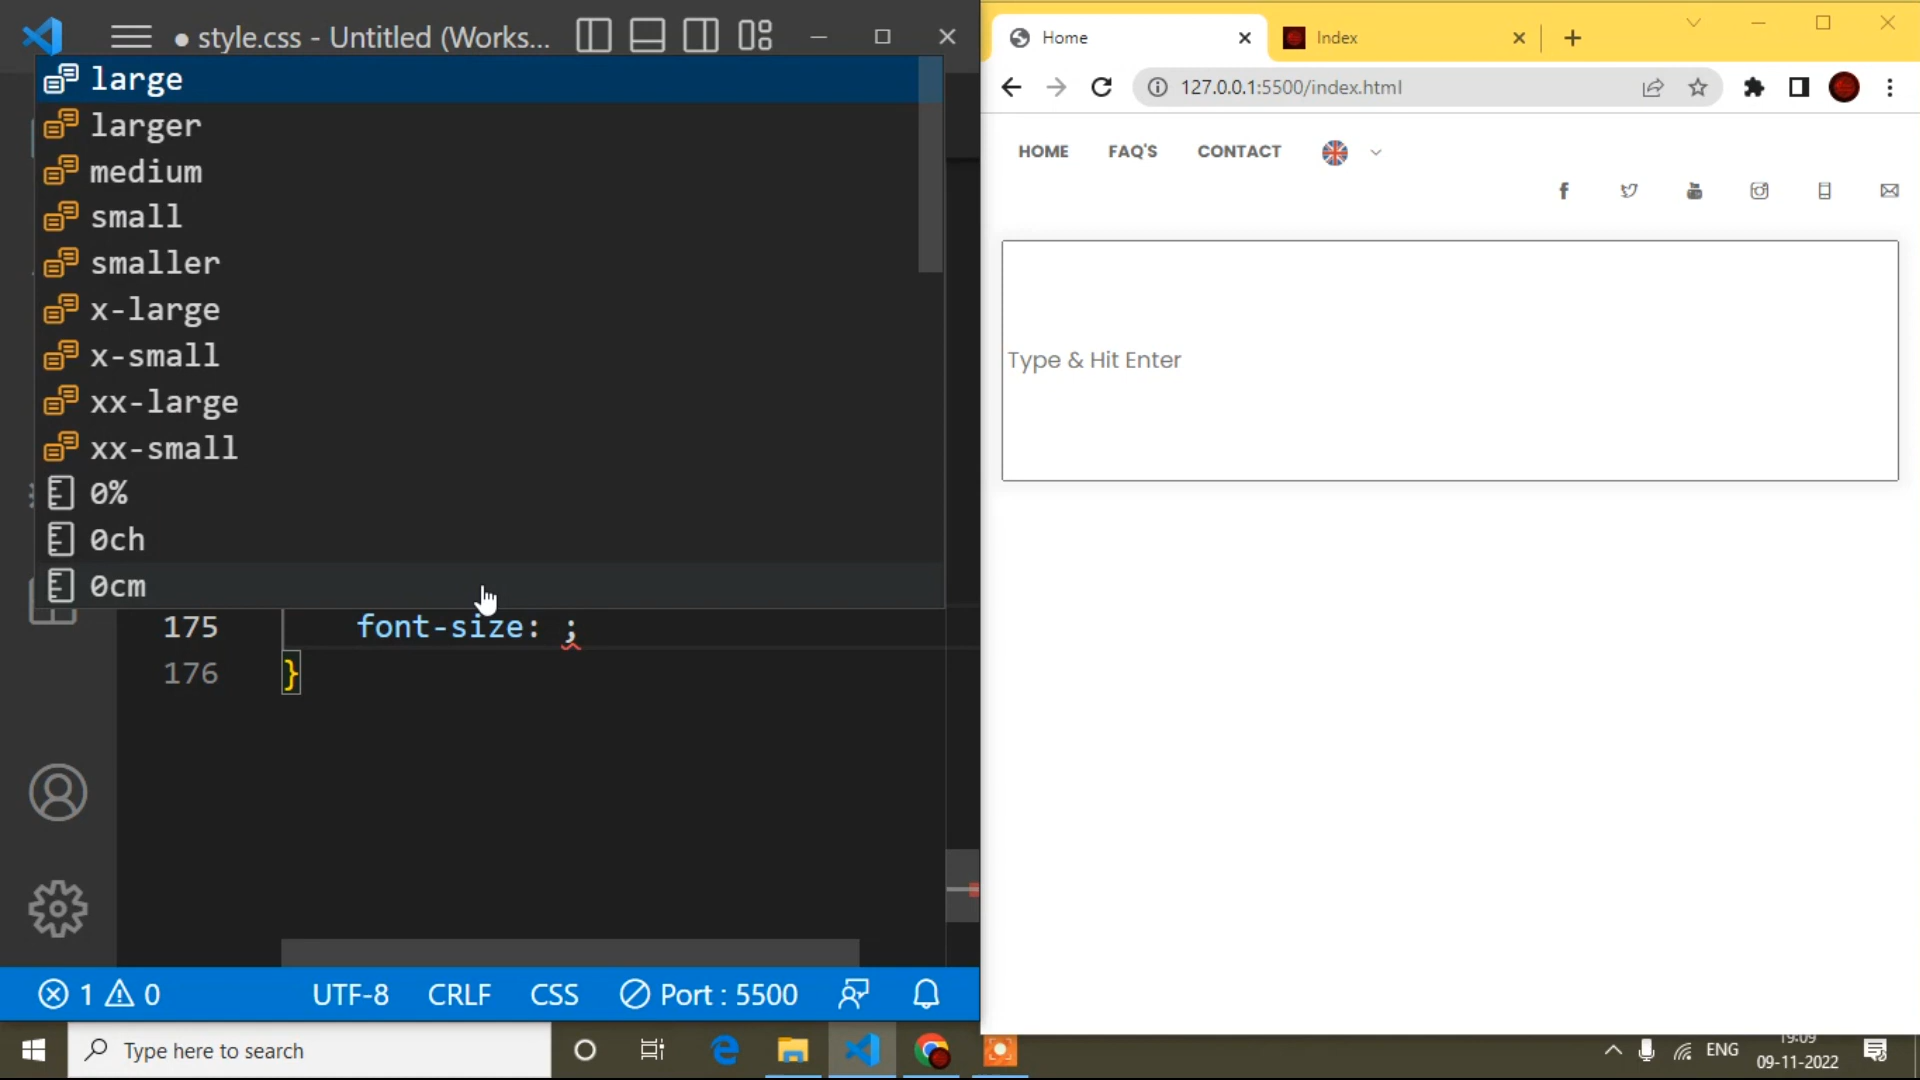 ● style.css - Untitled (Works...
large
larger
medium
small
smaller
x-large
x-small
xx-large
xx-small
0%
0ch
0cm
175 font-size: ;
176 }
1 0 UTF-8 CRLF CSS Port : 5500
Home
Index
127.0.0.1:5500/index.html
HOME FAQ'S CONTACT
Type & Hit Enter
Type here to search
ENG
19:09
09-11-2022